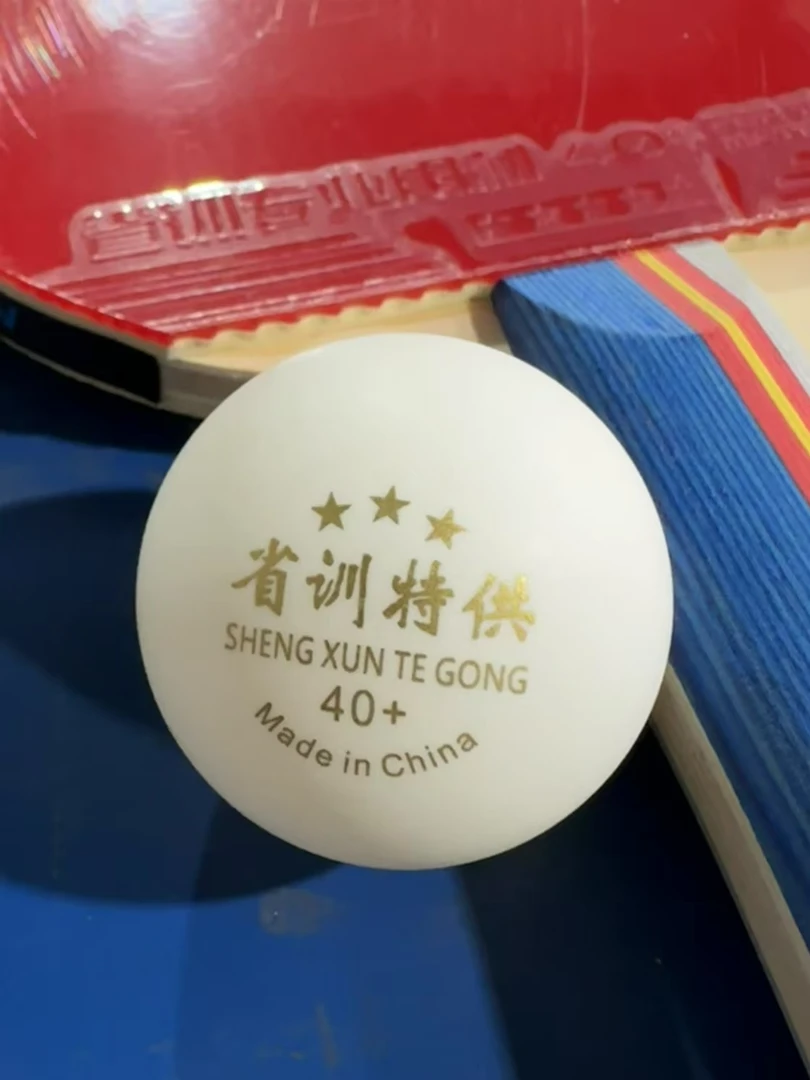 省训特供
SHENG XUN TE GONG
40+
Made in China